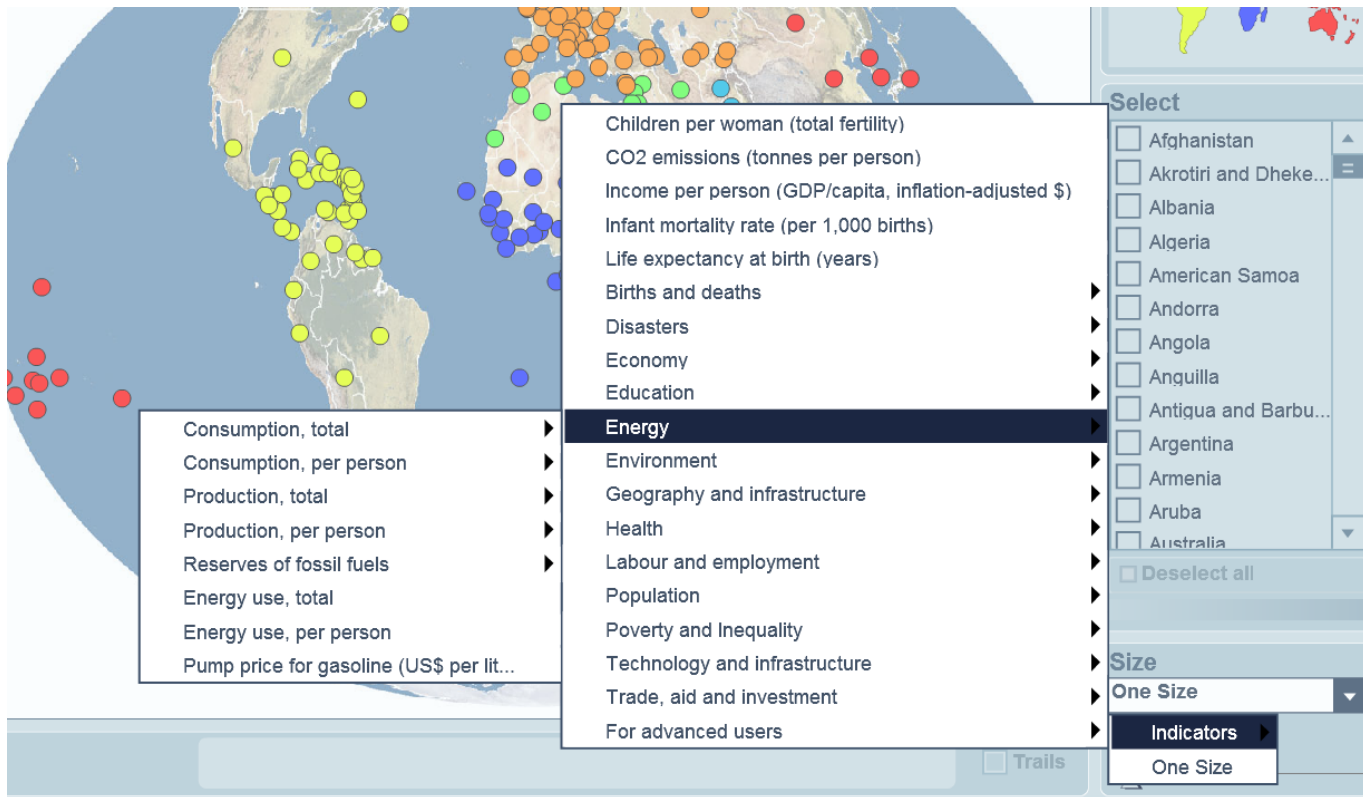 Select
Afghanistan
Akrotiri and Dheke...
Albania
Algeria
American Samoa
Andorra
Angola
Anguilla
Antigua and Barbu...
Argentina
Armenia
Aruba
Australia
Deselect all
Children per woman (total fertility)
CO2 emissions (tonnes per person)
Income per person (GDP/capita, inflation-adjusted $)
Infant mortality rate (per 1,000 births)
Life expectancy at birth (years)
Births and deaths
Disasters
Economy
Education
Energy
Environment
Geography and infrastructure
Health
Labour and employment
Population
Poverty and Inequality
Technology and infrastructure
Trade, aid and investment
For advanced users
Consumption, total
Consumption, per person
Production, total
Production, per person
Reserves of fossil fuels
Energy use, total
Energy use, per person
Pump price for gasoline (US$ per lit...
Size
One Size
Indicators
One Size
Trails